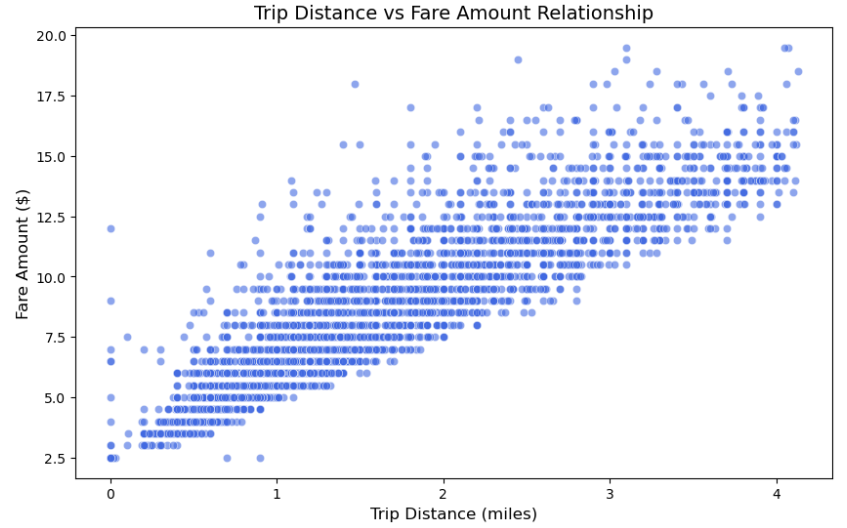 Trip Distance vs Fare Amount Relationship
20.0
17.5
15.0
12.5
10.0
7.5
5.0
2.5
Fare Amount ($)
0 1 2 3 4
Trip Distance (miles)